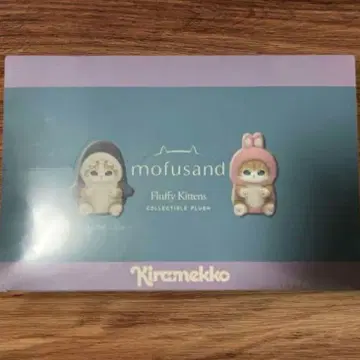 mofusand
Fluffy Kittens
COLLECTIBLE PLUSH
Kiramekko